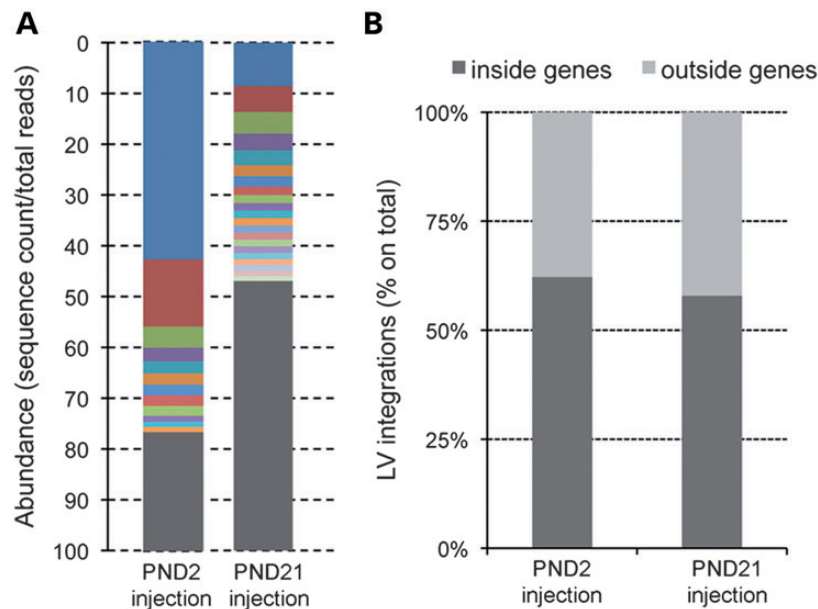 A
Abundance (sequence count/total reads)
0
10
20
30
40
50
60
70
80
90
100
PND2
injection
PND21
injection
B
inside genes
outside genes
LV integrations (% on total)
100%
75%
50%
25%
0%
PND2
injection
PND21
injection